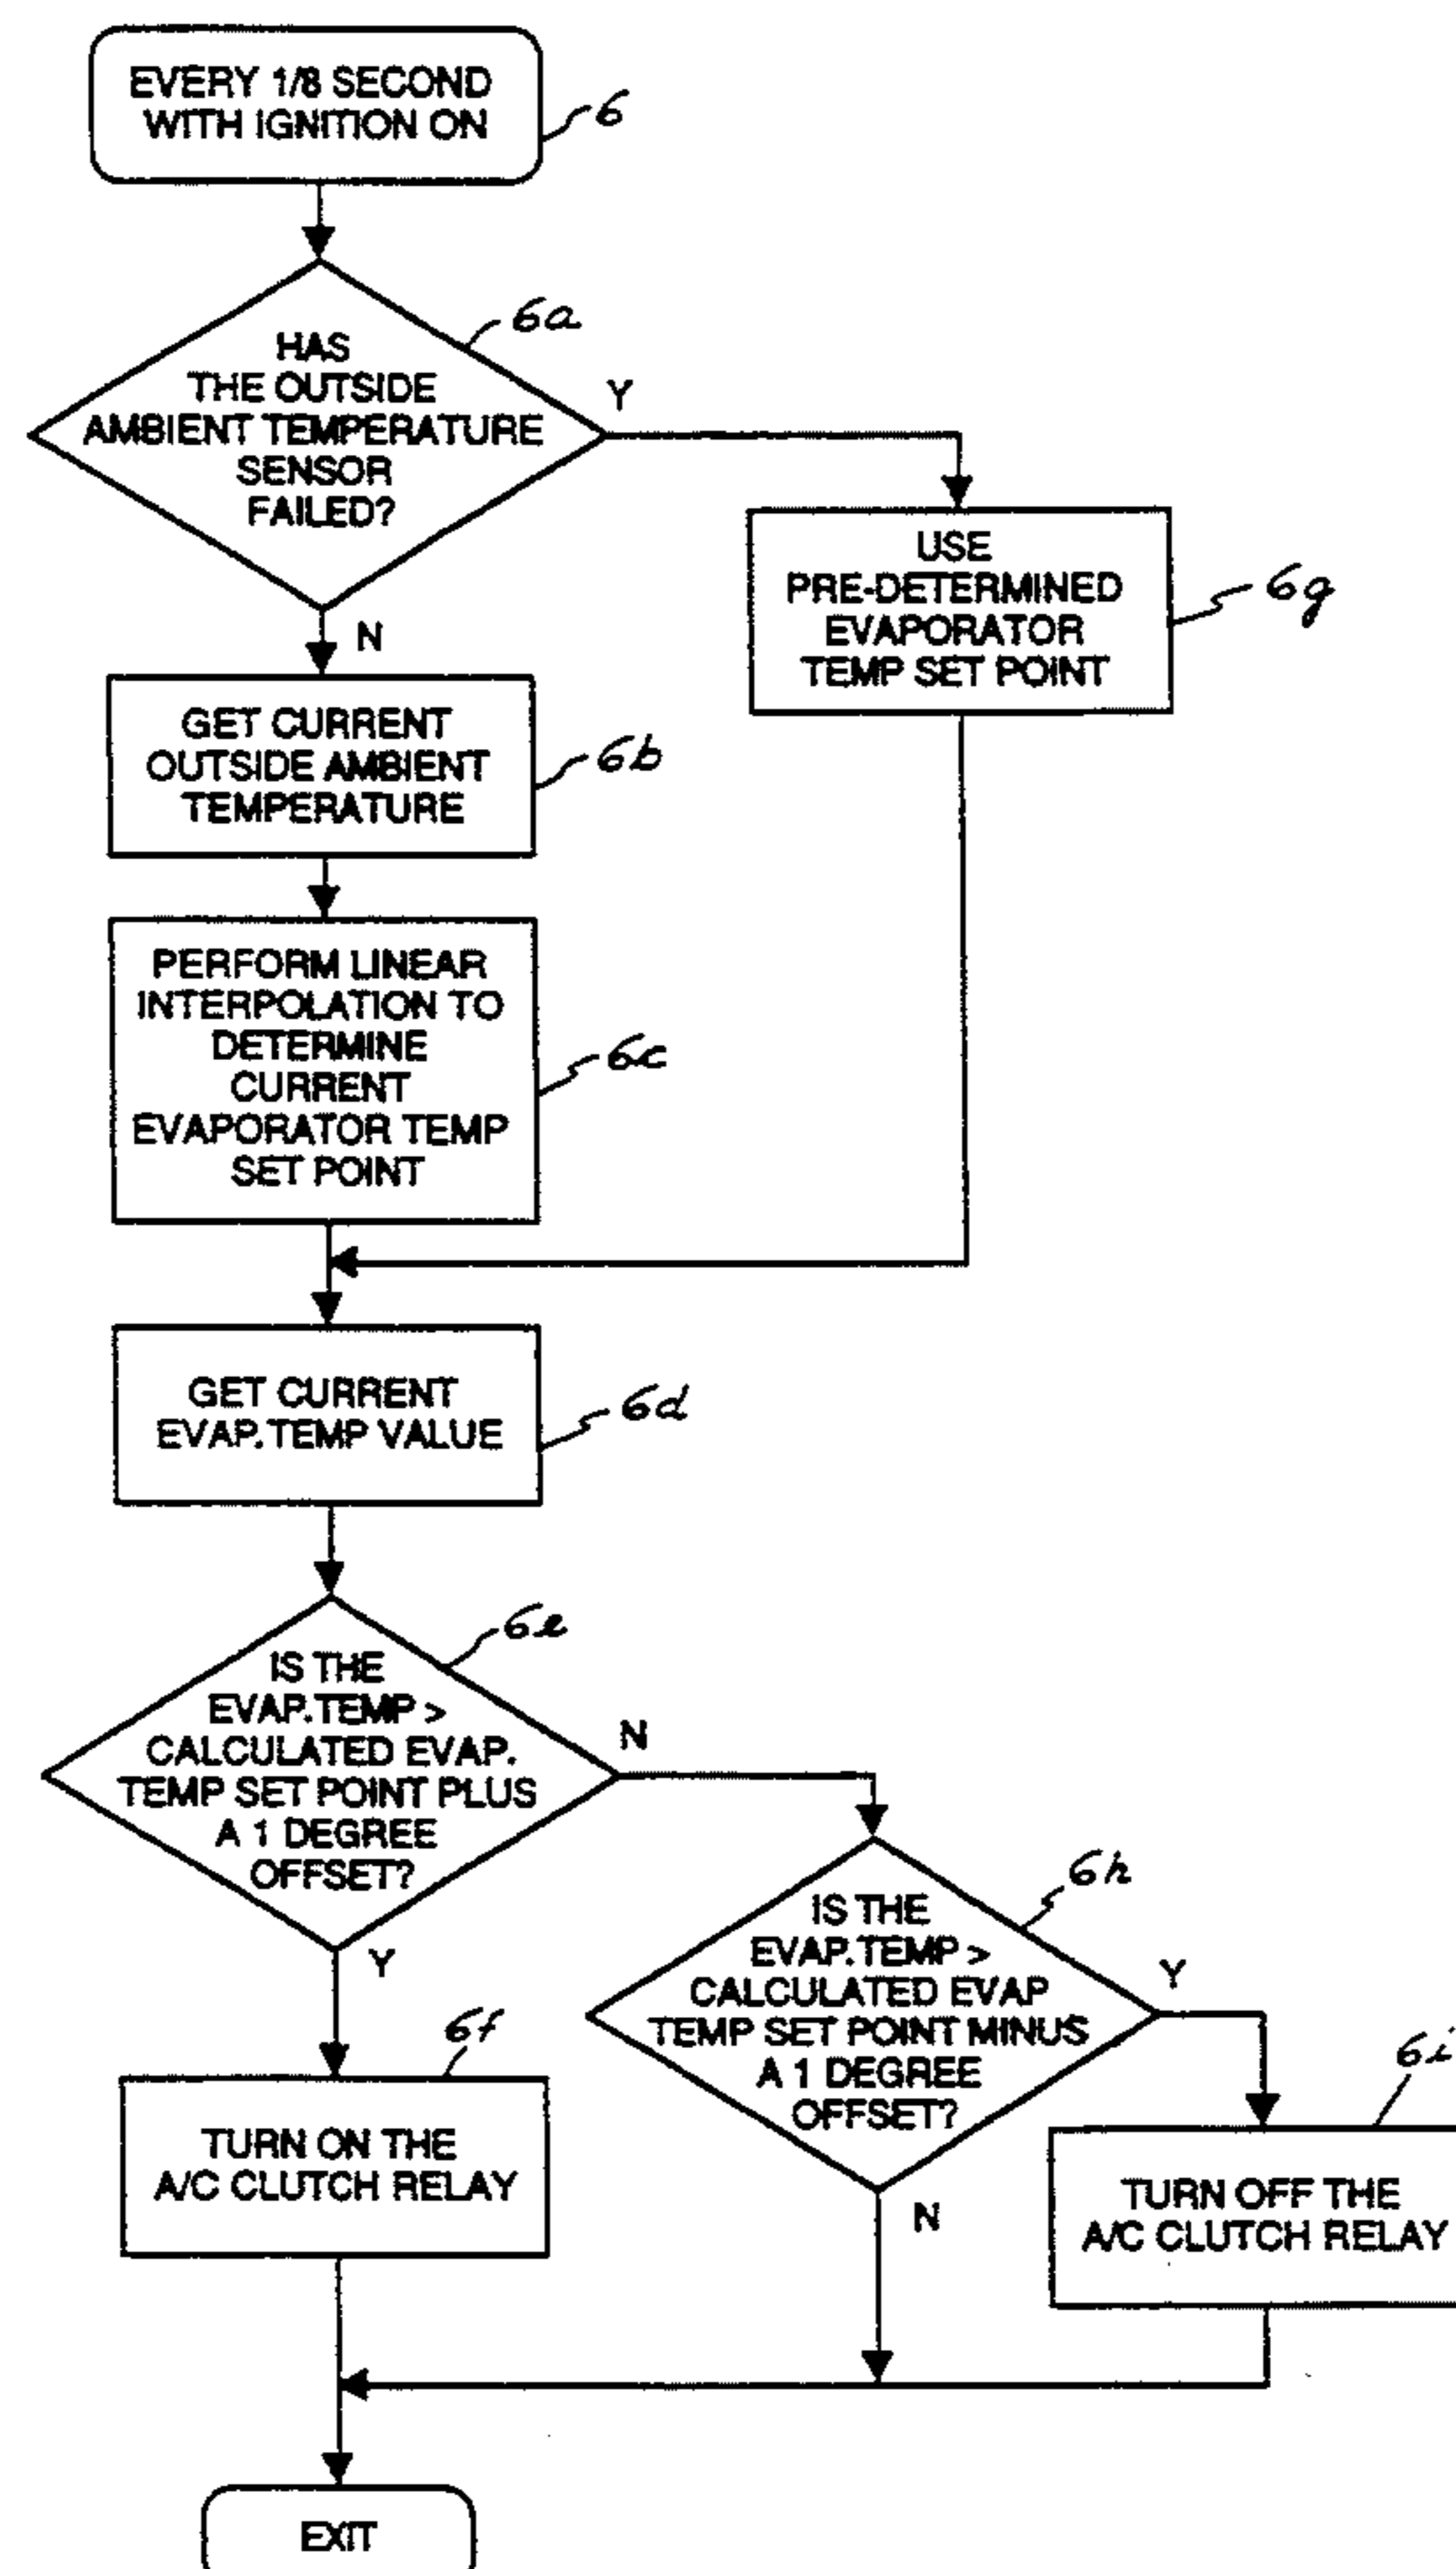 EVERY 1/8 SECOND
WITH IGNITION ON
6
HAS
THE OUTSIDE
AMBIENT TEMPERATURE
SENSOR
FAILED?
6a
Y
N
USE
PRE-DETERMINED
EVAPORATOR
TEMP SET POINT
6g
GET CURRENT
OUTSIDE AMBIENT
TEMPERATURE
6b
PERFORM LINEAR
INTERPOLATION TO
DETERMINE
CURRENT
EVAPORATOR TEMP
SET POINT
6c
GET CURRENT
EVAP.TEMP VALUE
6d
IS THE
EVAP.TEMP >
CALCULATED EVAP.
TEMP SET POINT PLUS
A 1 DEGREE
OFFSET?
6e
N
Y
IS THE
EVAP.TEMP >
CALCULATED EVAP
TEMP SET POINT MINUS
A 1 DEGREE
OFFSET?
6h
Y
N
TURN ON THE
A/C CLUTCH RELAY
6f
TURN OFF THE
A/C CLUTCH RELAY
6i
EXIT